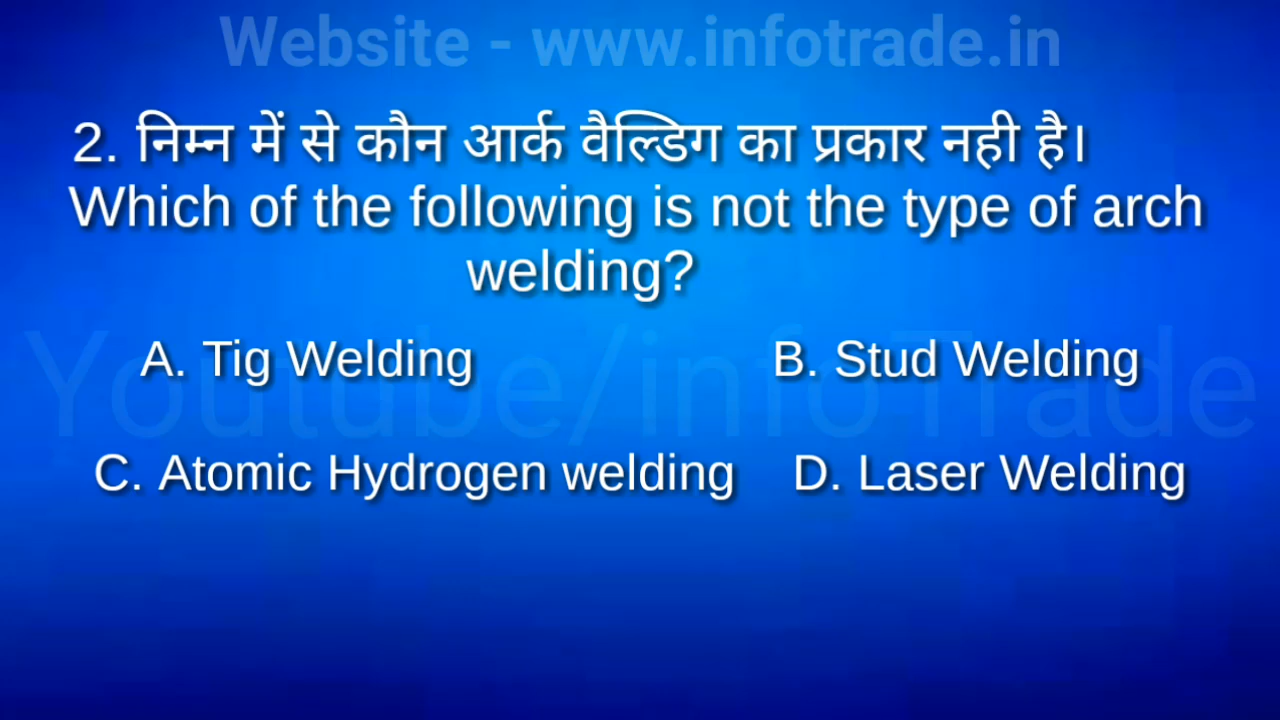 Website - www.infotrade.in
2. निम्न में से कौन आर्क वैल्डिग का प्रकार नही है।
Which of the following is not the type of arch
welding?
Youtube/infoTrade
A. Tig Welding B. Stud Welding
C. Atomic Hydrogen welding D. Laser Welding